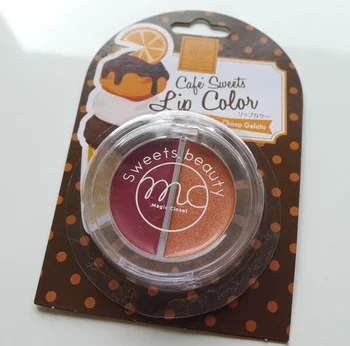 Café Sweets
Lip Color
リップカラー
Choco Gelato
Sweets beauty
mc
Magic Closet